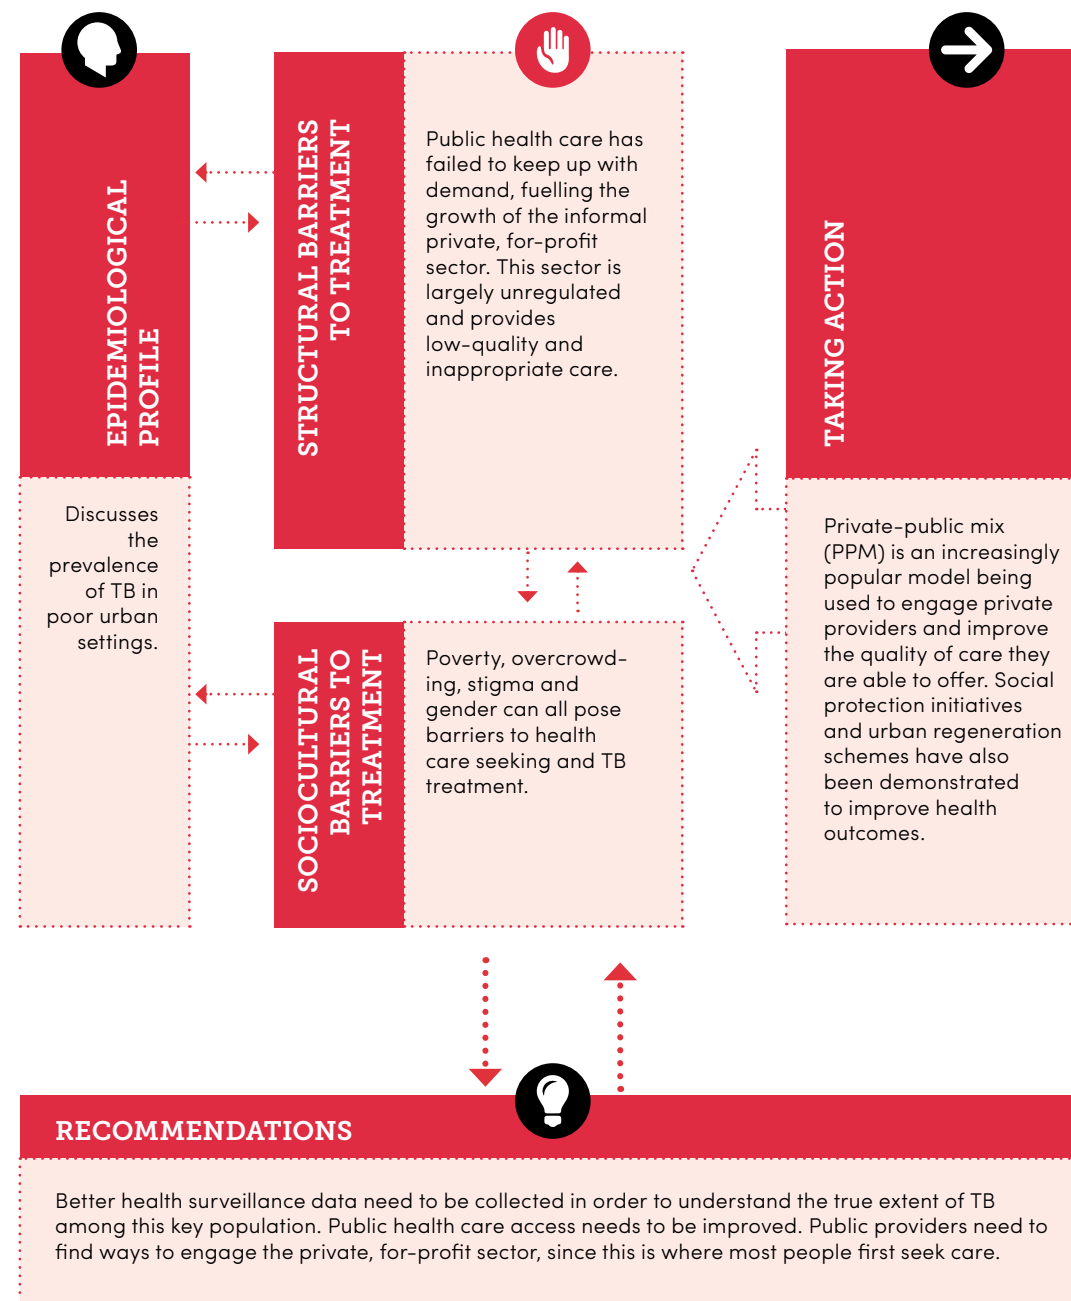 EPIDEMIOLOGICAL
PROFILE
Discusses
the
prevalence
of TB in
poor urban
settings.
STRUCTURAL BARRIERS
TO TREATMENT
Public health care has
failed to keep up with
demand, fuelling the
growth of the informal
private, for-profit
sector. This sector is
largely unregulated
and provides
low-quality and
inappropriate care.
SOCIOCULTURAL
BARRIERS TO
TREATMENT
Poverty, overcrowd-
ing, stigma and
gender can all pose
barriers to health
care seeking and TB
treatment.
TAKING ACTION
Private-public mix
(PPM) is an increasingly
popular model being
used to engage private
providers and improve
the quality of care they
are able to offer. Social
protection initiatives
and urban regeneration
schemes have also
been demonstrated
to improve health
outcomes.
RECOMMENDATIONS
Better health surveillance data need to be collected in order to understand the true extent of TB
among this key population. Public health care access needs to be improved. Public providers need to
find ways to engage the private, for-profit sector, since this is where most people first seek care.